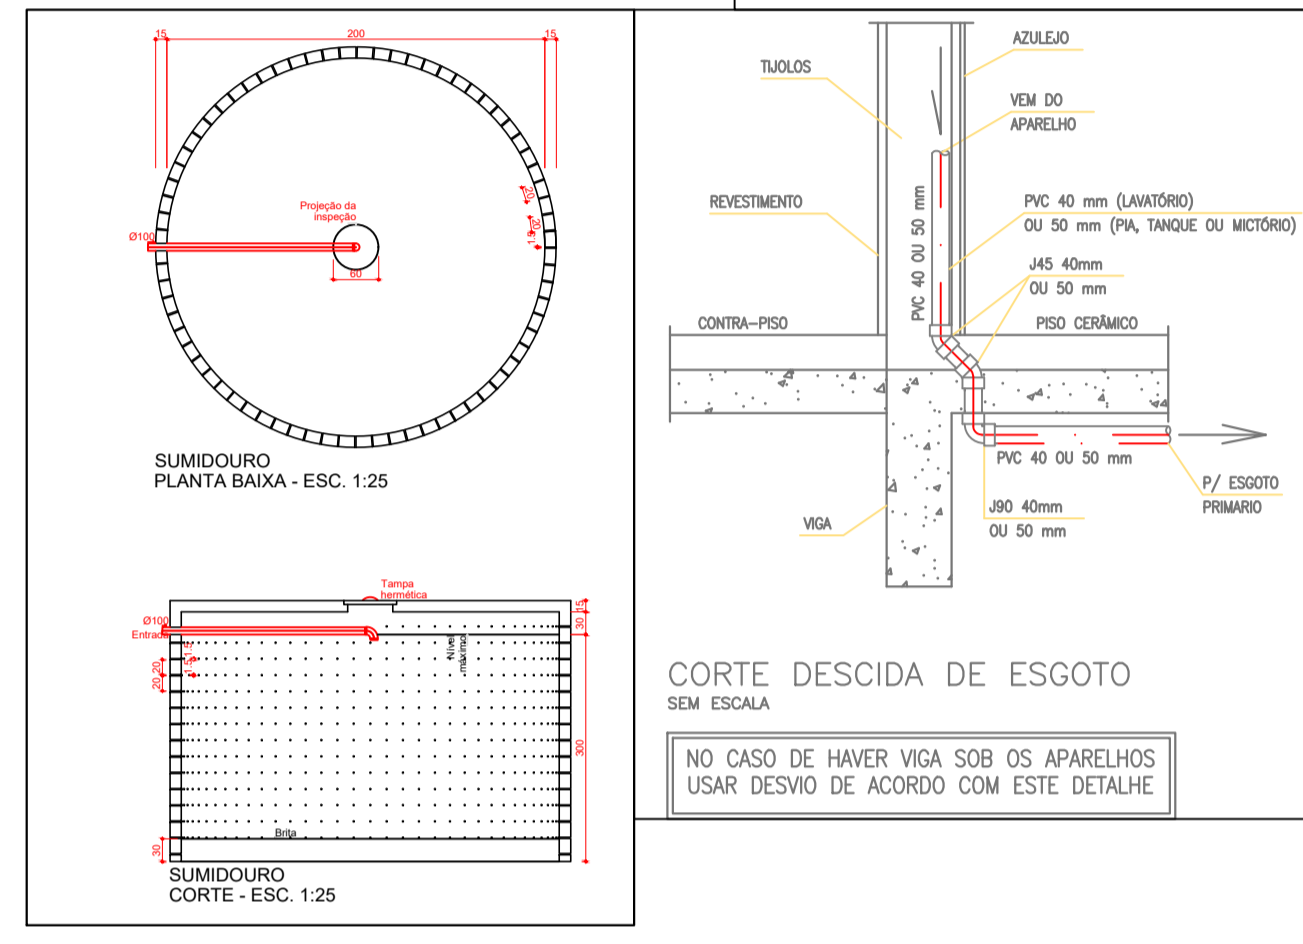 15
200
15
Projeção da
inspeção
Ø100
60
20
20
1.5
SUMIDOURO
PLANTA BAIXA - ESC. 1:25
Tampa
hermética
Ø100
Entrada
15
30
Nível
máximo
1.5
1.5
20
20
300
Brita
30
SUMIDOURO
CORTE - ESC. 1:25
AZULEJO
TIJOLOS
VEM DO
APARELHO
REVESTIMENTO
PVC 40 OU 50 mm
PVC 40 mm (LAVATÓRIO)
OU 50 mm (PIA, TANQUE OU MICTÓRIO)
J45 40mm
OU 50 mm
CONTRA-PISO
PISO CERÂMICO
PVC 40 OU 50 mm
P/ ESGOTO
PRIMARIO
J90 40mm
OU 50 mm
VIGA
CORTE DESCIDA DE ESGOTO
SEM ESCALA
NO CASO DE HAVER VIGA SOB OS APARELHOS
USAR DESVIO DE ACORDO COM ESTE DETALHE